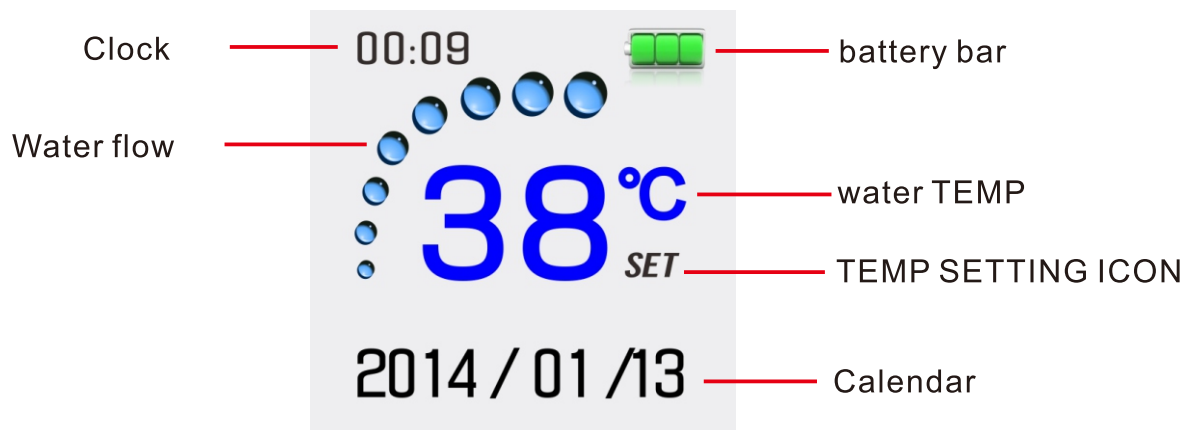 Clock
00:09
battery bar
Water flow
38°C
water TEMP
SET
TEMP SETTING ICON
2014 / 01 /13
Calendar